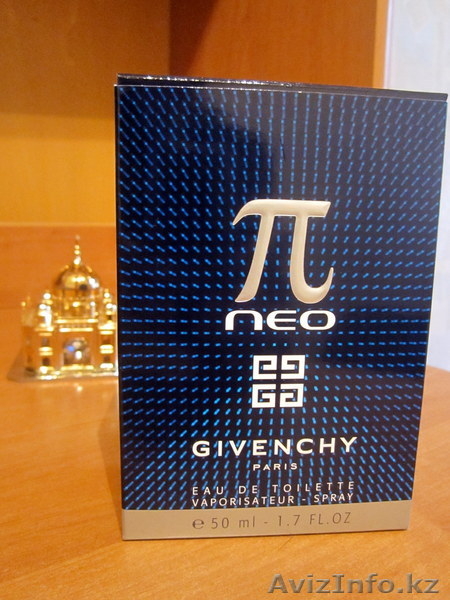 π
neo
GIVENCHY
PARIS
EAU DE TOILETTE
VAPORISATEUR - SPRAY
℮ 50 ml - 1.7 FL.OZ
AvizInfo.kz